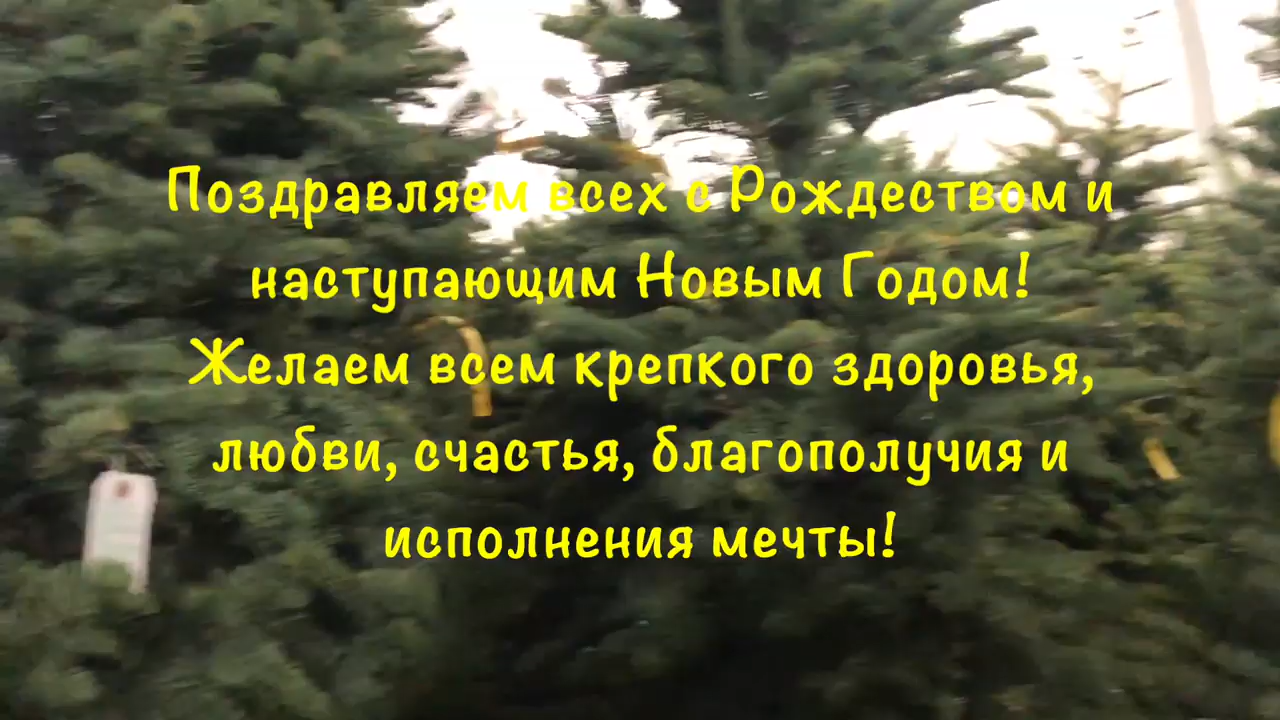 Поздравляем всех с Рождеством и
наступающим Новым Годом!
Желаем всем крепкого здоровья,
любви, счастья, благополучия и
исполнения мечты!